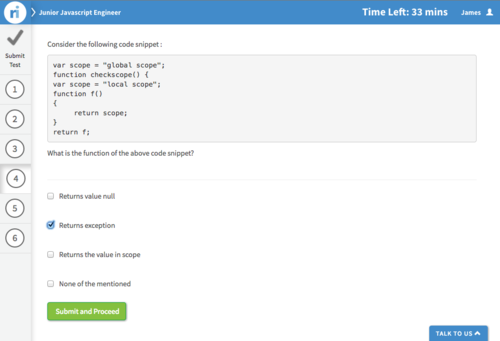 ri Junior Javascript Engineer Time Left: 33 mins James
Submit
Test
1
2
3
4
5
6
Consider the following code snippet :
var scope = "global scope";
function checkscope() {
var scope = "local scope";
function f()
{
return scope;
}
return f;
What is the function of the above code snippet?
Returns value null
Returns exception
Returns the value in scope
None of the mentioned
Submit and Proceed
TALK TO US